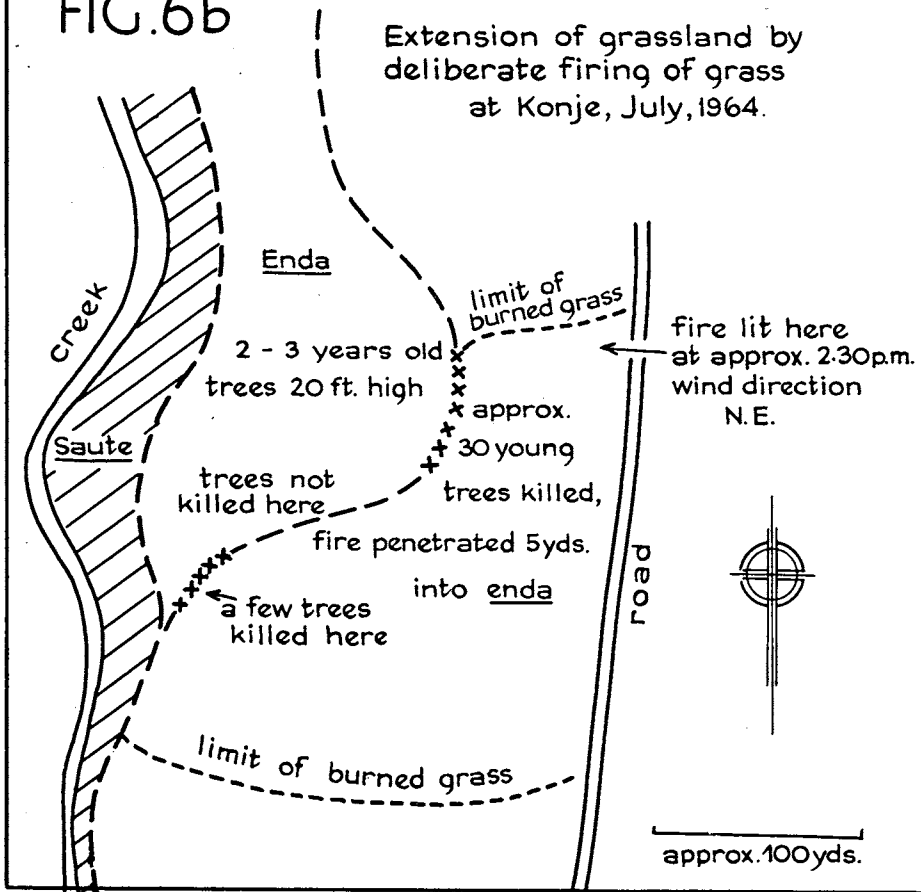 FIG.6b
Extension of grassland by
deliberate firing of grass
at Konje, July, 1964.
Enda
limit of
burned grass
creek
fire lit here
at approx. 2·30p.m.
wind direction
N.E.
2 - 3 years old
trees 20 ft. high
approx.
30 young
trees killed,
fire penetrated 5yds.
into enda
Saute
trees not
killed here
a few trees
killed here
road
limit of burned grass
approx. 100 yds.